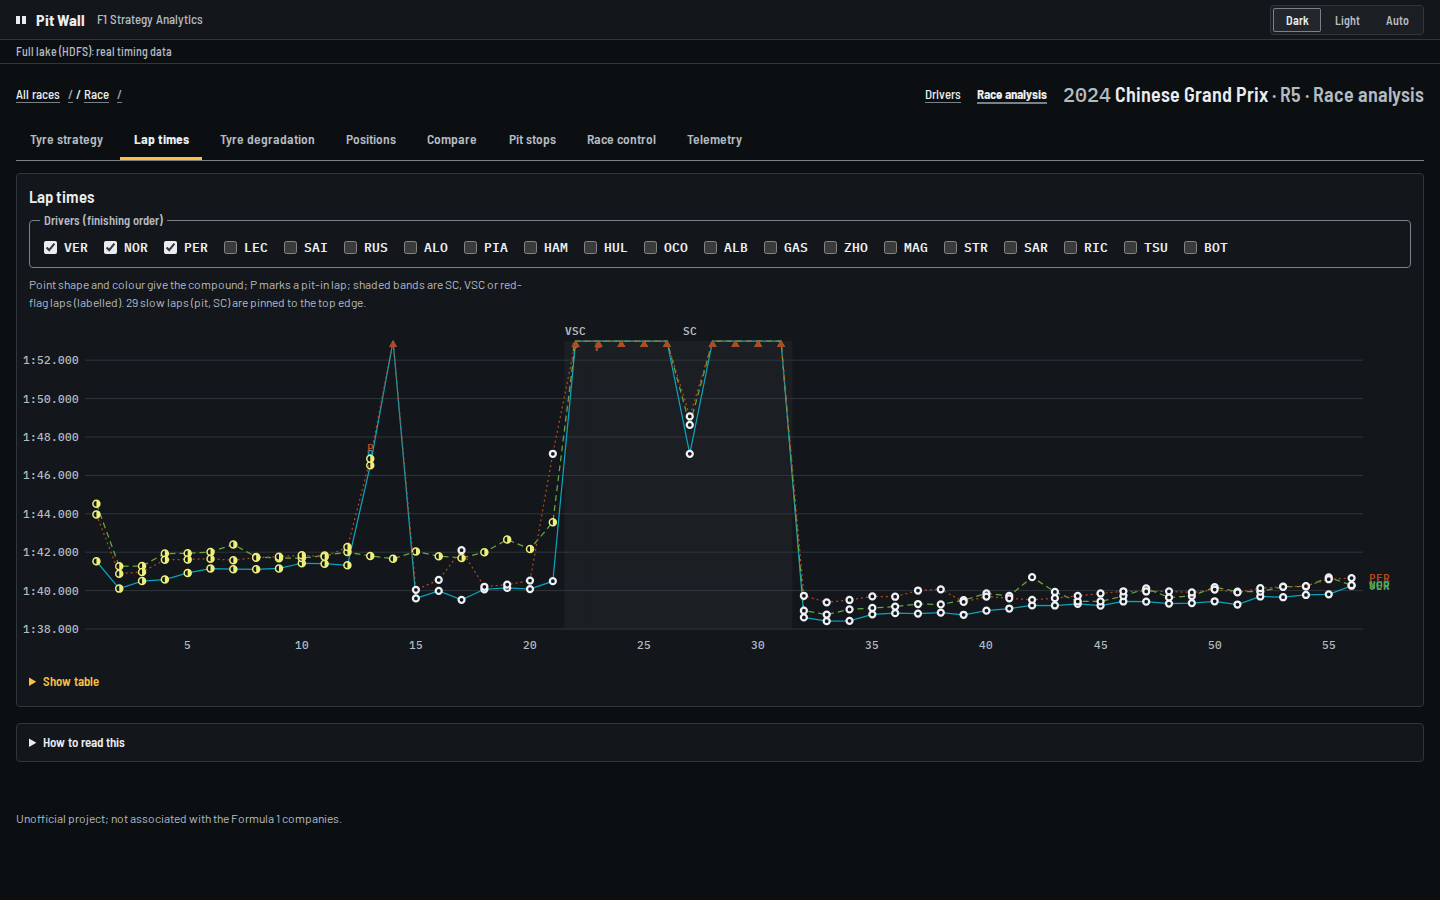 Pit Wall F1 Strategy Analytics Dark Light Auto
Full lake (HDFS): real timing data
All races / / Race / Drivers Race analysis 2024 Chinese Grand Prix · R5 · Race analysis
Tyre strategy Lap times Tyre degradation Positions Compare Pit stops Race control Telemetry
Lap times
Drivers (finishing order)
VER NOR PER LEC SAI RUS ALO PIA HAM HUL OCO ALB GAS ZHO MAG STR SAR RIC TSU BOT
Point shape and colour give the compound; P marks a pit-in lap; shaded bands are SC, VSC or red-
flag laps (labelled). 29 slow laps (pit, SC) are pinned to the top edge.
VSC SC
1:52.000
1:50.000
1:48.000
P
1:46.000
1:44.000
1:42.000
PER
1:40.000
1:38.000
5 10 15 20 25 30 35 40 45 50 55
Show table
How to read this
Unofficial project; not associated with the Formula 1 companies.